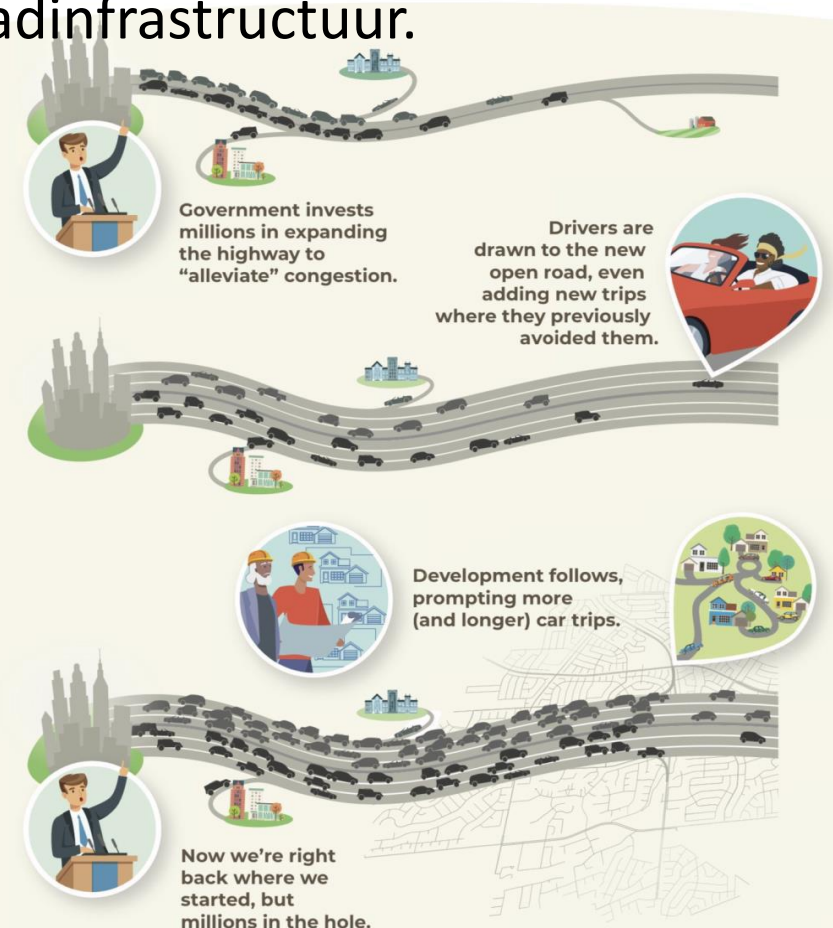 adinfrastructuur.
Government invests
millions in expanding
the highway to
“alleviate” congestion.
Drivers are
drawn to the new
open road, even
adding new trips
where they previously
avoided them.
Development follows,
prompting more
(and longer) car trips.
Now we’re right
back where we
started, but
millions in the hole.